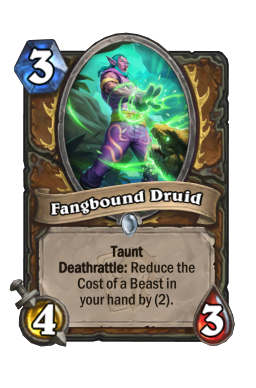 3
Fangbound Druid
Taunt
Deathrattle: Reduce the
Cost of a Beast in
your hand by (2).
4
3